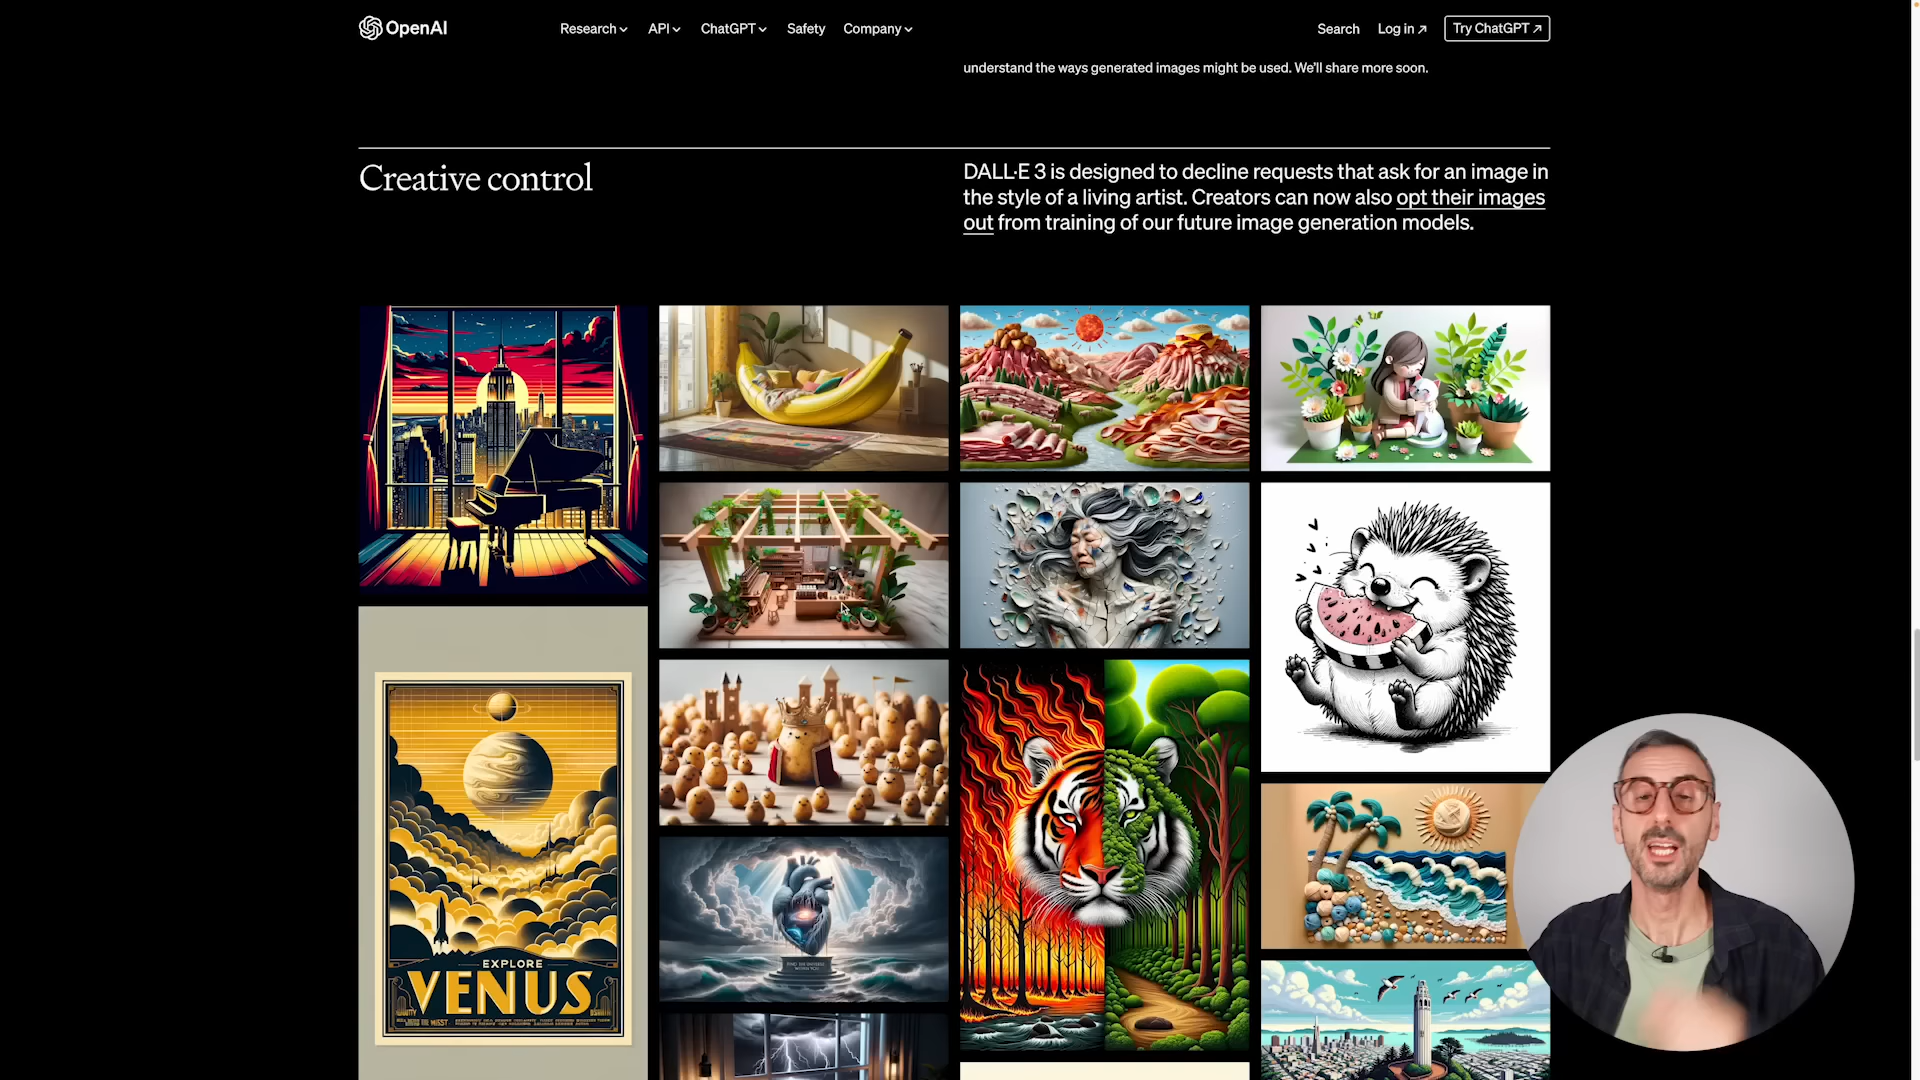 OpenAI
Research
API
ChatGPT
Safety
Company
Search
Log in ↗
Try ChatGPT ↗
understand the ways generated images might be used. We'll share more soon.
Creative control
DALL·E 3 is designed to decline requests that ask for an image in
the style of a living artist. Creators can now also opt their images
out from training of our future image generation models.
EXPLORE
VENUS